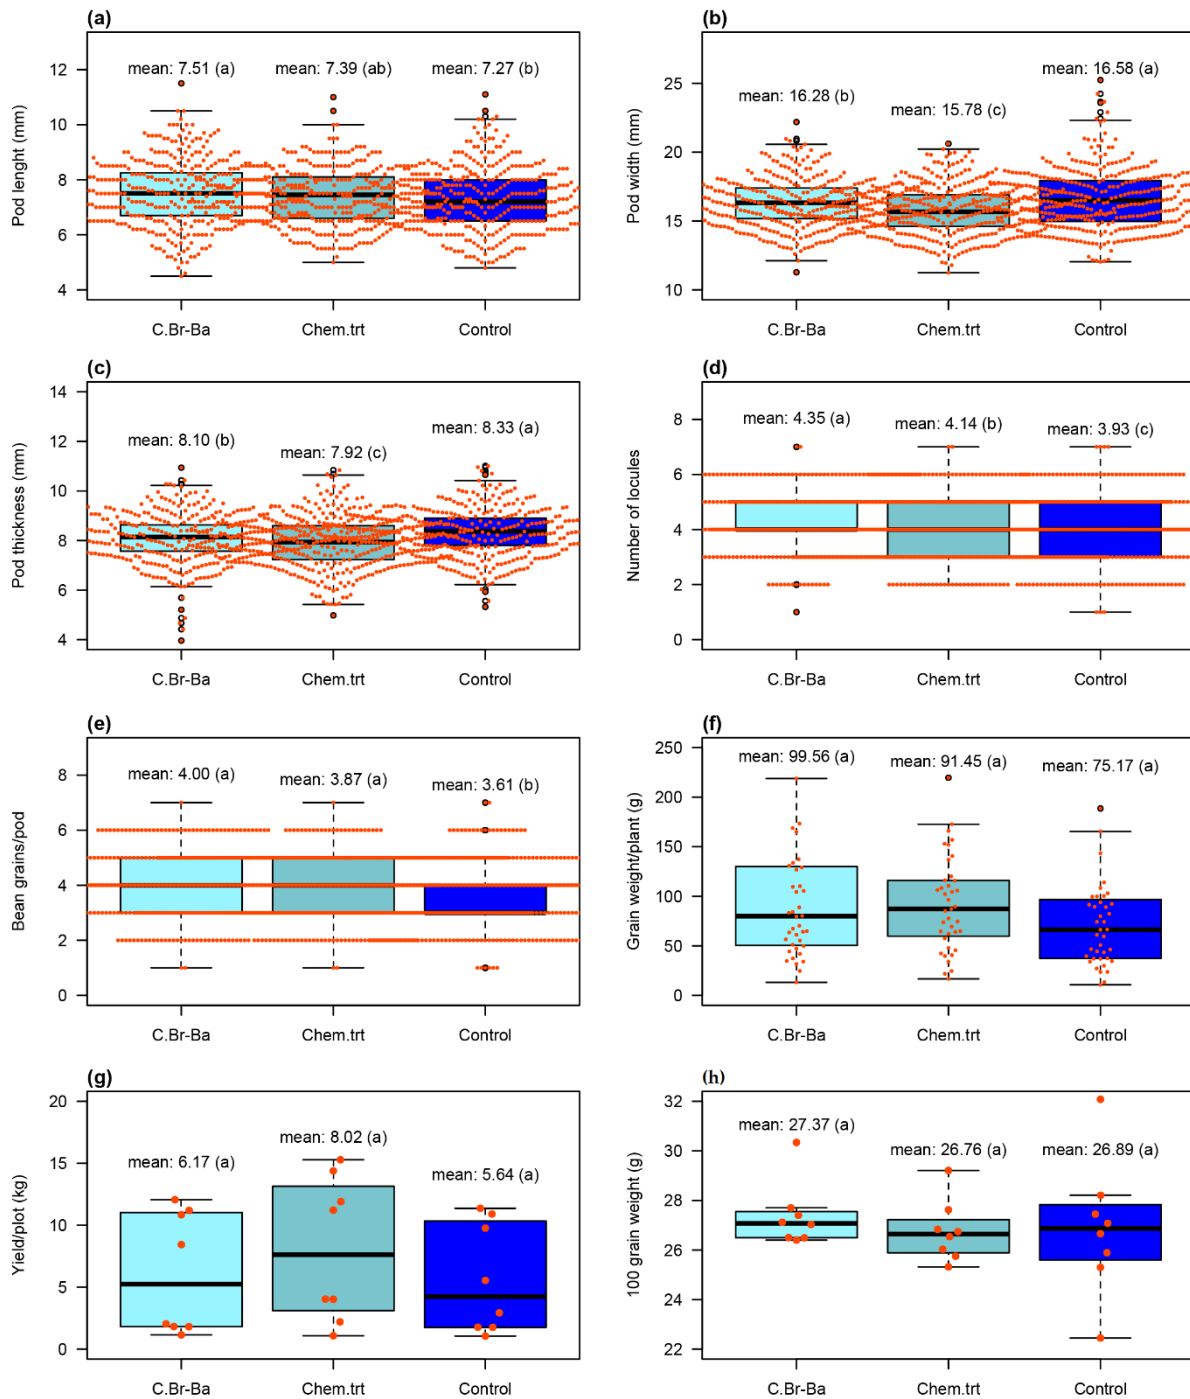 (a)
mean: 7.51 (a) mean: 7.39 (ab) mean: 7.27 (b)
Pod lenght (mm)
12
10
8
6
4
C.Br-Ba Chem.trt Control
(b)
mean: 16.28 (b) mean: 15.78 (c) mean: 16.58 (a)
Pod width (mm)
25
20
15
10
C.Br-Ba Chem.trt Control
(c)
mean: 8.10 (b) mean: 7.92 (c) mean: 8.33 (a)
Pod thickness (mm)
14
12
10
8
6
4
C.Br-Ba Chem.trt Control
(d)
mean: 4.35 (a) mean: 4.14 (b) mean: 3.93 (c)
Number of locules
8
6
4
2
0
C.Br-Ba Chem.trt Control
(e)
mean: 4.00 (a) mean: 3.87 (a) mean: 3.61 (b)
Bean grains/pod
8
6
4
2
0
C.Br-Ba Chem.trt Control
(f)
mean: 99.56 (a) mean: 91.45 (a) mean: 75.17 (a)
Grain weight/plant (g)
250
200
150
100
50
0
C.Br-Ba Chem.trt Control
(g)
mean: 6.17 (a) mean: 8.02 (a) mean: 5.64 (a)
Yield/plot (kg)
20
15
10
5
0
C.Br-Ba Chem.trt Control
(h)
mean: 27.37 (a) mean: 26.76 (a) mean: 26.89 (a)
100 grain weight (g)
32
30
28
26
24
22
C.Br-Ba Chem.trt Control